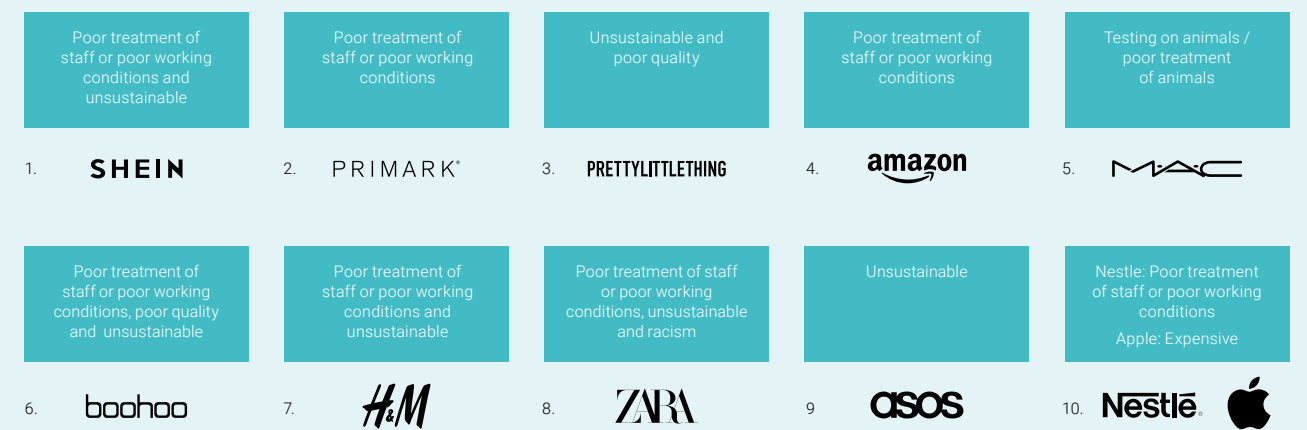 Poor treatment of
staff or poor working
conditions and
unsustainable
Poor treatment of
staff or poor working
conditions
Unsustainable and
poor quality
Poor treatment of
staff or poor working
conditions
Testing on animals /
poor treatment
of animals
1. SHEIN
2. PRIMARK®
3. PRETTYLITTLETHING
4. amazon
5. M·A·C
Poor treatment of
staff or poor working
conditions, poor quality
and unsustainable
Poor treatment of
staff or poor working
conditions and
unsustainable
Poor treatment of staff
or poor working
conditions, unsustainable
and racism
Unsustainable
Nestle: Poor treatment
of staff or poor working
conditions
Apple: Expensive
6. boohoo
7. H&M
8. ZARA
9 asos
10. Nestlé®